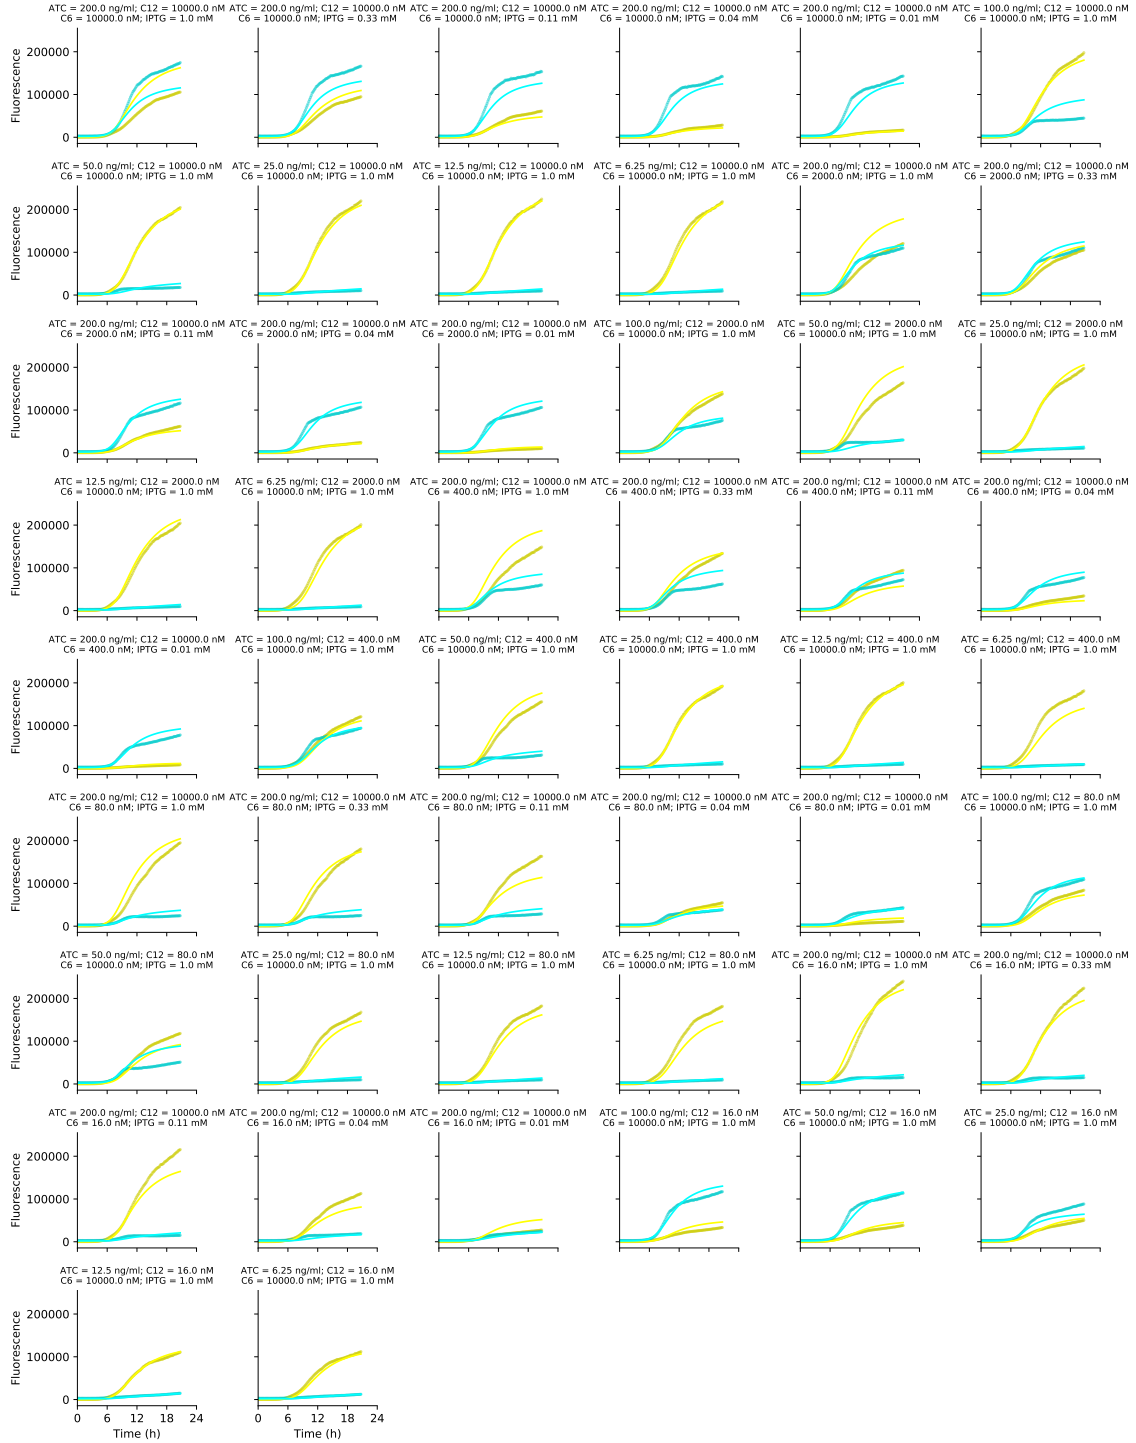 ATC = 200.0 ng/ml; C12 = 10000.0 nM
C6 = 10000.0 nM; IPTG = 1.0 mM
ATC = 200.0 ng/ml; C12 = 10000.0 nM
C6 = 10000.0 nM; IPTG = 0.33 mM
ATC = 200.0 ng/ml; C12 = 10000.0 nM
C6 = 10000.0 nM; IPTG = 0.11 mM
ATC = 200.0 ng/ml; C12 = 10000.0 nM
C6 = 10000.0 nM; IPTG = 0.04 mM
ATC = 200.0 ng/ml; C12 = 10000.0 nM
C6 = 10000.0 nM; IPTG = 0.01 mM
ATC = 100.0 ng/ml; C12 = 10000.0 nM
C6 = 10000.0 nM; IPTG = 1.0 mM
Fluorescence
200000
100000
0
ATC = 50.0 ng/ml; C12 = 10000.0 nM
C6 = 10000.0 nM; IPTG = 1.0 mM
ATC = 25.0 ng/ml; C12 = 10000.0 nM
C6 = 10000.0 nM; IPTG = 1.0 mM
ATC = 12.5 ng/ml; C12 = 10000.0 nM
C6 = 10000.0 nM; IPTG = 1.0 mM
ATC = 6.25 ng/ml; C12 = 10000.0 nM
C6 = 10000.0 nM; IPTG = 1.0 mM
ATC = 200.0 ng/ml; C12 = 10000.0 nM
C6 = 2000.0 nM; IPTG = 1.0 mM
ATC = 200.0 ng/ml; C12 = 10000.0 nM
C6 = 2000.0 nM; IPTG = 0.33 mM
Fluorescence
200000
100000
0
ATC = 200.0 ng/ml; C12 = 10000.0 nM
C6 = 2000.0 nM; IPTG = 0.11 mM
ATC = 200.0 ng/ml; C12 = 10000.0 nM
C6 = 2000.0 nM; IPTG = 0.04 mM
ATC = 200.0 ng/ml; C12 = 10000.0 nM
C6 = 2000.0 nM; IPTG = 0.01 mM
ATC = 100.0 ng/ml; C12 = 2000.0 nM
C6 = 10000.0 nM; IPTG = 1.0 mM
ATC = 50.0 ng/ml; C12 = 2000.0 nM
C6 = 10000.0 nM; IPTG = 1.0 mM
ATC = 25.0 ng/ml; C12 = 2000.0 nM
C6 = 10000.0 nM; IPTG = 1.0 mM
Fluorescence
200000
100000
0
ATC = 12.5 ng/ml; C12 = 2000.0 nM
C6 = 10000.0 nM; IPTG = 1.0 mM
ATC = 6.25 ng/ml; C12 = 2000.0 nM
C6 = 10000.0 nM; IPTG = 1.0 mM
ATC = 200.0 ng/ml; C12 = 10000.0 nM
C6 = 400.0 nM; IPTG = 1.0 mM
ATC = 200.0 ng/ml; C12 = 10000.0 nM
C6 = 400.0 nM; IPTG = 0.33 mM
ATC = 200.0 ng/ml; C12 = 10000.0 nM
C6 = 400.0 nM; IPTG = 0.11 mM
ATC = 200.0 ng/ml; C12 = 10000.0 nM
C6 = 400.0 nM; IPTG = 0.04 mM
Fluorescence
200000
100000
0
ATC = 200.0 ng/ml; C12 = 10000.0 nM
C6 = 400.0 nM; IPTG = 0.01 mM
ATC = 100.0 ng/ml; C12 = 400.0 nM
C6 = 10000.0 nM; IPTG = 1.0 mM
ATC = 50.0 ng/ml; C12 = 400.0 nM
C6 = 10000.0 nM; IPTG = 1.0 mM
ATC = 25.0 ng/ml; C12 = 400.0 nM
C6 = 10000.0 nM; IPTG = 1.0 mM
ATC = 12.5 ng/ml; C12 = 400.0 nM
C6 = 10000.0 nM; IPTG = 1.0 mM
ATC = 6.25 ng/ml; C12 = 400.0 nM
C6 = 10000.0 nM; IPTG = 1.0 mM
Fluorescence
200000
100000
0
ATC = 200.0 ng/ml; C12 = 10000.0 nM
C6 = 80.0 nM; IPTG = 1.0 mM
ATC = 200.0 ng/ml; C12 = 10000.0 nM
C6 = 80.0 nM; IPTG = 0.33 mM
ATC = 200.0 ng/ml; C12 = 10000.0 nM
C6 = 80.0 nM; IPTG = 0.11 mM
ATC = 200.0 ng/ml; C12 = 10000.0 nM
C6 = 80.0 nM; IPTG = 0.04 mM
ATC = 200.0 ng/ml; C12 = 10000.0 nM
C6 = 80.0 nM; IPTG = 0.01 mM
ATC = 100.0 ng/ml; C12 = 80.0 nM
C6 = 10000.0 nM; IPTG = 1.0 mM
Fluorescence
200000
100000
0
ATC = 50.0 ng/ml; C12 = 80.0 nM
C6 = 10000.0 nM; IPTG = 1.0 mM
ATC = 25.0 ng/ml; C12 = 80.0 nM
C6 = 10000.0 nM; IPTG = 1.0 mM
ATC = 12.5 ng/ml; C12 = 80.0 nM
C6 = 10000.0 nM; IPTG = 1.0 mM
ATC = 6.25 ng/ml; C12 = 80.0 nM
C6 = 10000.0 nM; IPTG = 1.0 mM
ATC = 200.0 ng/ml; C12 = 10000.0 nM
C6 = 16.0 nM; IPTG = 1.0 mM
ATC = 200.0 ng/ml; C12 = 10000.0 nM
C6 = 16.0 nM; IPTG = 0.33 mM
Fluorescence
200000
100000
0
ATC = 200.0 ng/ml; C12 = 10000.0 nM
C6 = 16.0 nM; IPTG = 0.11 mM
ATC = 200.0 ng/ml; C12 = 10000.0 nM
C6 = 16.0 nM; IPTG = 0.04 mM
ATC = 200.0 ng/ml; C12 = 10000.0 nM
C6 = 16.0 nM; IPTG = 0.01 mM
ATC = 100.0 ng/ml; C12 = 16.0 nM
C6 = 10000.0 nM; IPTG = 1.0 mM
ATC = 50.0 ng/ml; C12 = 16.0 nM
C6 = 10000.0 nM; IPTG = 1.0 mM
ATC = 25.0 ng/ml; C12 = 16.0 nM
C6 = 10000.0 nM; IPTG = 1.0 mM
Fluorescence
200000
100000
0
ATC = 12.5 ng/ml; C12 = 16.0 nM
C6 = 10000.0 nM; IPTG = 1.0 mM
ATC = 6.25 ng/ml; C12 = 16.0 nM
C6 = 10000.0 nM; IPTG = 1.0 mM
Fluorescence
200000
100000
0
0 6 12 18 24
Time (h)
0 6 12 18 24
Time (h)